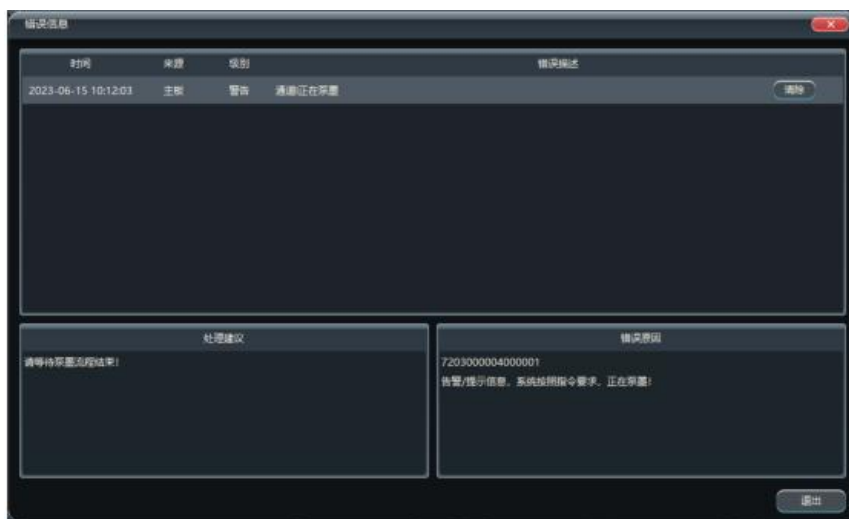 错误信息
时间 来源 级别 错误描述
2023-06-15 10:12:03 主板 警告 通道正在泵墨 清除
处理建议 错误原因
请等待泵墨流程结束!
7203000004000001
告警/提示信息，系统按照指令要求，正在泵墨!
退出